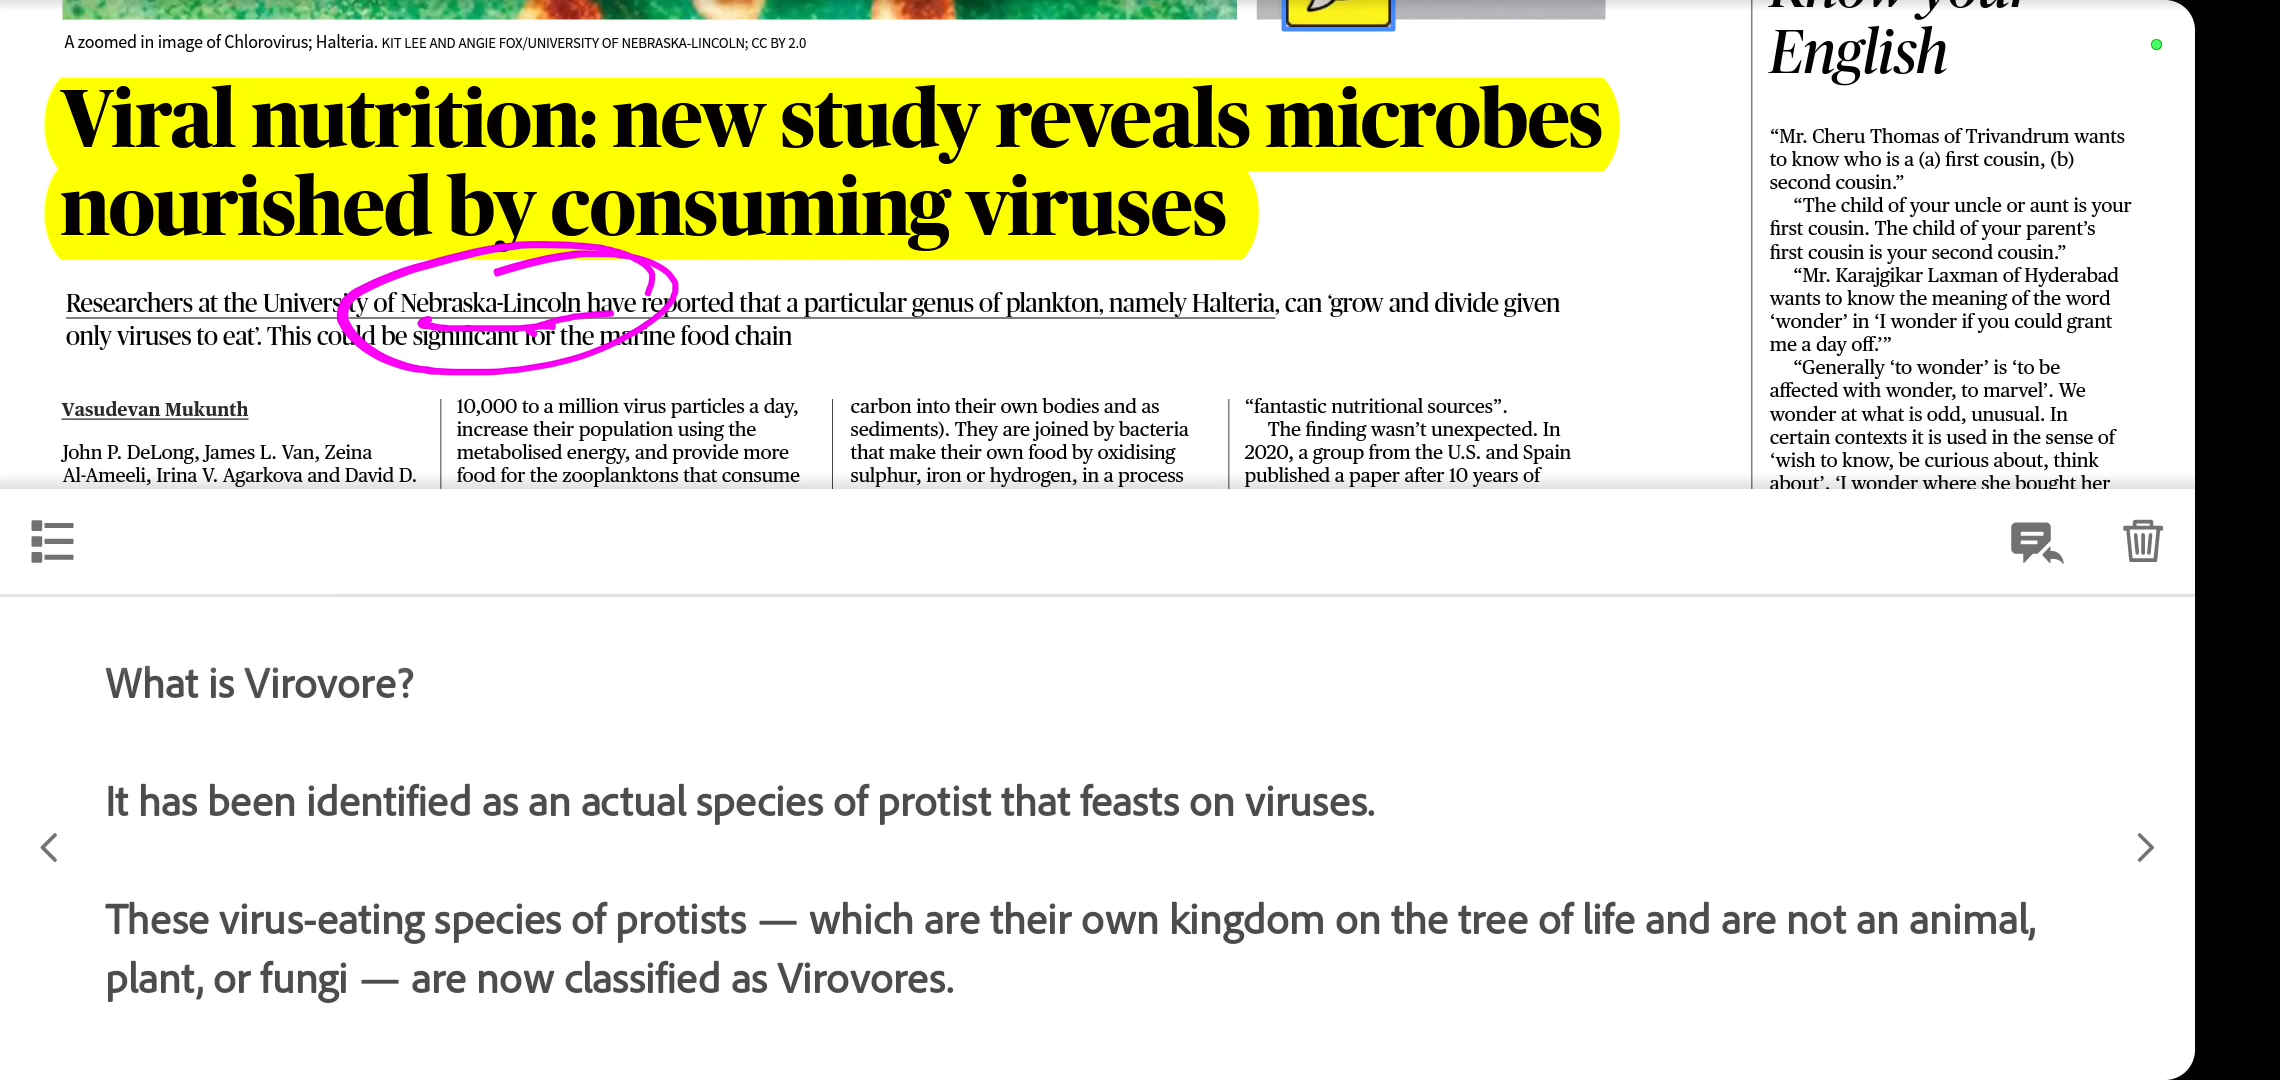 A zoomed in image of Chlorovirus; Halteria. KIT LEE AND ANGIE FOX/UNIVERSITY OF NEBRASKA-LINCOLN; CC BY 2.0
Viral nutrition: new study reveals microbes
nourished by consuming viruses
Researchers at the University of Nebraska-Lincoln have reported that a particular genus of plankton, namely Halteria, can ‘grow and divide given
only viruses to eat’. This could be significant for the marine food chain
Vasudevan Mukunth
John P. DeLong, James L. Van, Zeina
Al-Ameeli, Irina V. Agarkova and David D.
10,000 to a million virus particles a day,
increase their population using the
metabolised energy, and provide more
food for the zooplanktons that consume
carbon into their own bodies and as
sediments). They are joined by bacteria
that make their own food by oxidising
sulphur, iron or hydrogen, in a process
“fantastic nutritional sources”.
The finding wasn’t unexpected. In
2020, a group from the U.S. and Spain
published a paper after 10 years of
Know your
English
“Mr. Cheru Thomas of Trivandrum wants
to know who is a (a) first cousin, (b)
second cousin.”
“The child of your uncle or aunt is your
first cousin. The child of your parent’s
first cousin is your second cousin.”
“Mr. Karajgikar Laxman of Hyderabad
wants to know the meaning of the word
‘wonder’ in ‘I wonder if you could grant
me a day off.’”
“Generally ‘to wonder’ is ‘to be
affected with wonder, to marvel’. We
wonder at what is odd, unusual. In
certain contexts it is used in the sense of
‘wish to know, be curious about, think
about’. ‘I wonder where she bought her
What is Virovore?
It has been identified as an actual species of protist that feasts on viruses.
These virus-eating species of protists — which are their own kingdom on the tree of life and are not an animal,
plant, or fungi — are now classified as Virovores.